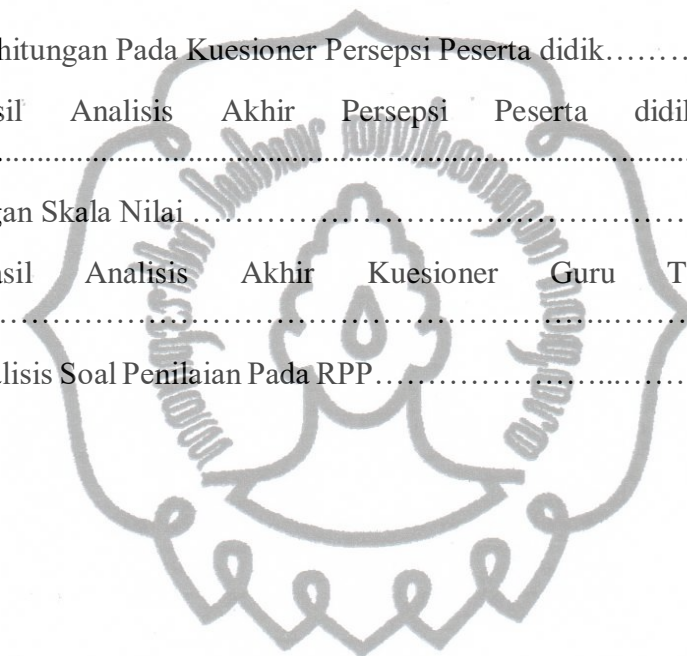 hitungan Pada Kuesioner Persepsi Peserta didik……..
sil Analisis Akhir Persepsi Peserta didik
................................................................................
gan Skala Nilai ……………………...………………
asil Analisis Akhir Kuesioner Guru T
………………………………………………………...…
alisis Soal Penilaian Pada RPP…………………...……